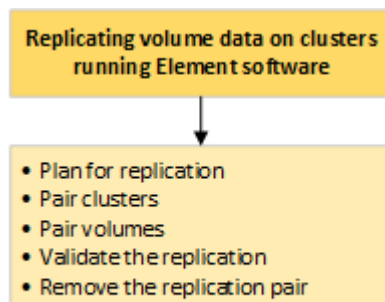 Replicating volume data on clusters
running Element software
• Plan for replication
• Pair clusters
• Pair volumes
• Validate the replication
• Remove the replication pair